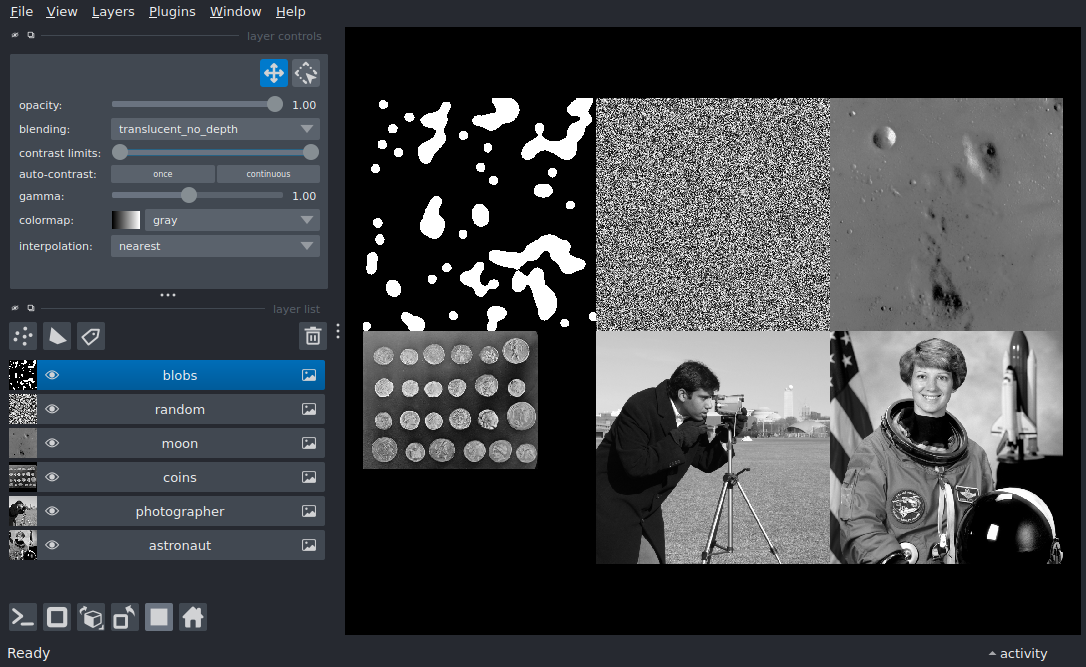 File View Layers Plugins Window Help
layer controls
opacity: 1.00
blending: translucent_no_depth
contrast limits:
auto-contrast: once continuous
gamma: 1.00
colormap: gray
interpolation: nearest
layer list
blobs
random
moon
coins
photographer
astronaut
Ready
activity